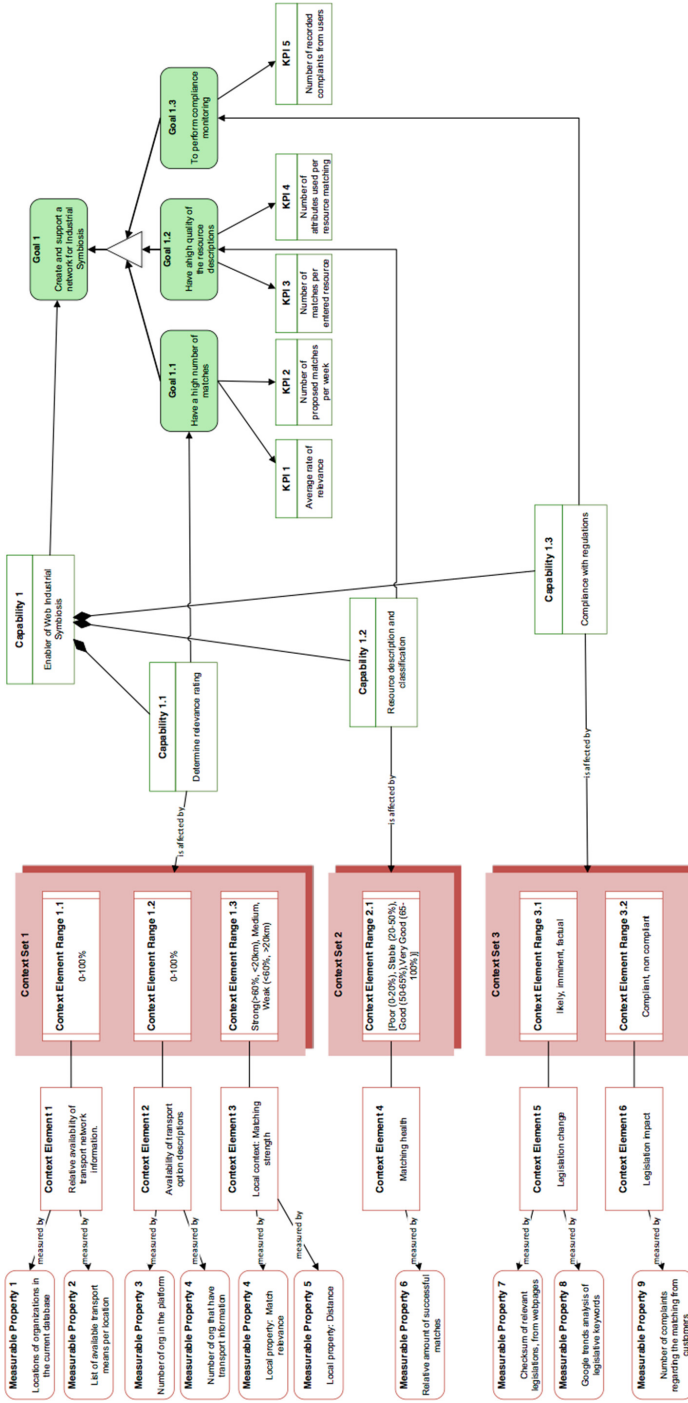 Goal 1
Create and support a
network for Industrial
Symbiosis
Goal 1.1
Have a high number of
matches
Goal 1.2
Have ahigh quality of
the resource
descriptions
Goal 1.3
To perform compliance
monitoring
KPI 1
Average rate of
relevance
KPI 2
Number of
proposed matches
per week
KPI 3
Number of
matches per
entered resource
KPI 4
Number of
attributes used per
resource matching
KPI 5
Number of recorded
complaints from users
Capability 1
Enabler of Web Industrial
Symbiosis
Capability 1.1
Determine relevance rating
Capability 1.2
Resource description and
classification
Capability 1.3
Compliance with regulations
is affected by
is affected by
is affected by
Context Set 1
Context Element Range 1.1
0-100%
Context Element Range 1.2
0-100%
Context Element Range 1.3
Strong(>60%, <20km), Medium,
Weak (<60%, >20km)
Context Set 2
Context Element Range 2.1
[Poor (0-20%), Stable (20-50%),
Good (50-65%),Very Good (65-
100%)]
Context Set 3
Context Element Range 3.1
likely, imminent, factual
Context Element Range 3.2
Compliant, non compliant
Context Element 1
Relative availability of
transport network
information.
Context Element 2
Availability of transport
option descriptions
Context Element 3
Local context: Matching
strength
Context Element 4
Matching health
Context Element 5
Legislation change
Context Element 6
Legislation impact
measured by
measured by
measured by
measured by
measured by
measured by
measured by
measured by
measured by
measured by
Measurable Property 1
Locations of organizations in
the current database
Measurable Property 2
List of available transport
means per location
Measurable Property 3
Number of org in the platform
Measurable Property 4
Number of org that have
transport information
Measurable Property 4
Local property: Match
relevance
Measurable Property 5
Local property: Distance
Measurable Property 6
Relative amount of successful
matches
Measurable Property 7
Checksum of relevant
legislations, from webpages
Measurable Property 8
Google trends analysis of
legislative keywords
Measurable Property 9
Number of complaints
regarding the matching from
customers